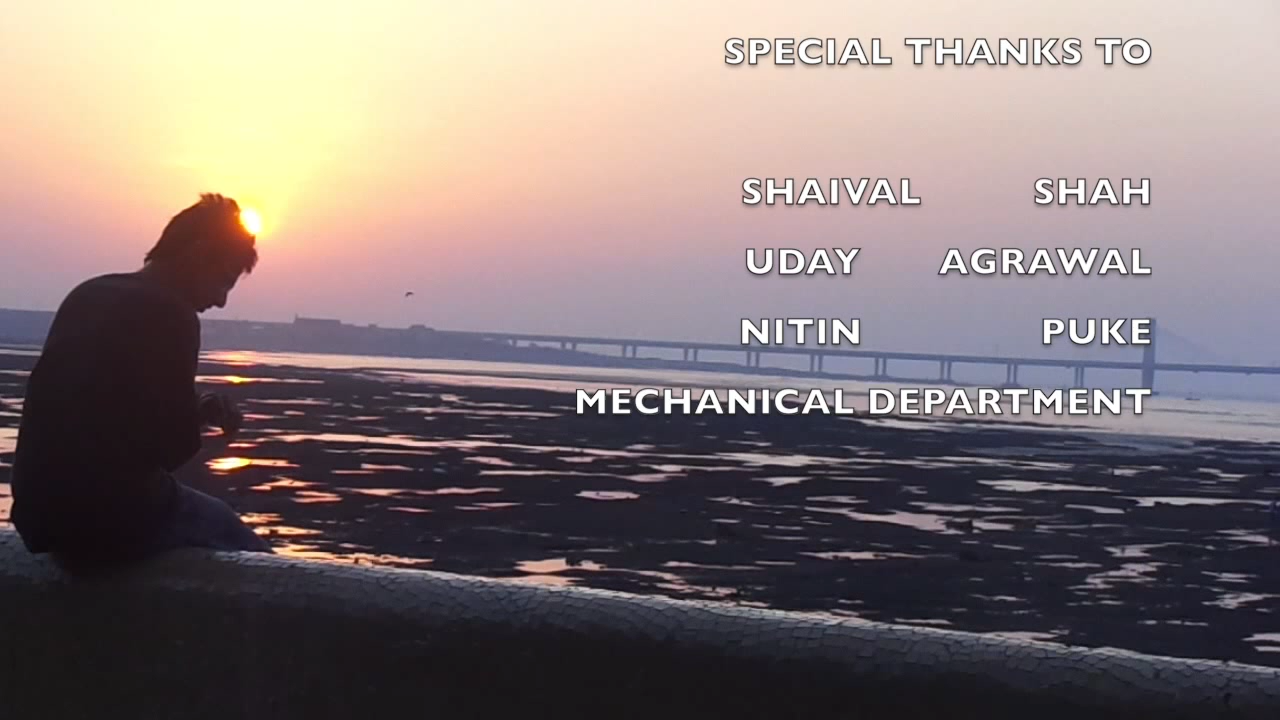 SPECIAL THANKS TO
SHAIVAL SHAH
UDAY AGRAWAL
NITIN PUKE
MECHANICAL DEPARTMENT